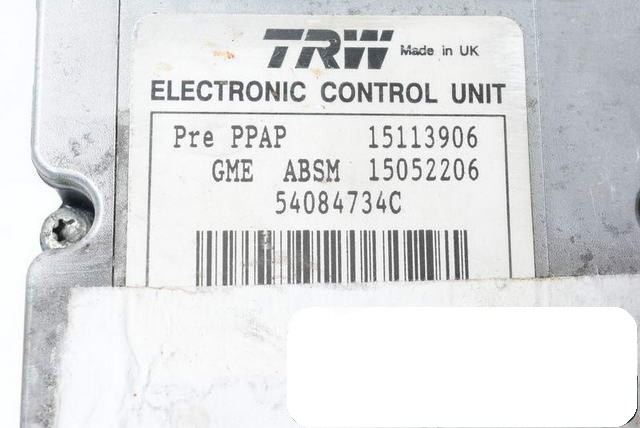 TRW Made in UK
ELECTRONIC CONTROL UNIT
Pre PPAP 15113906
GME ABSM 15052206
54084734C